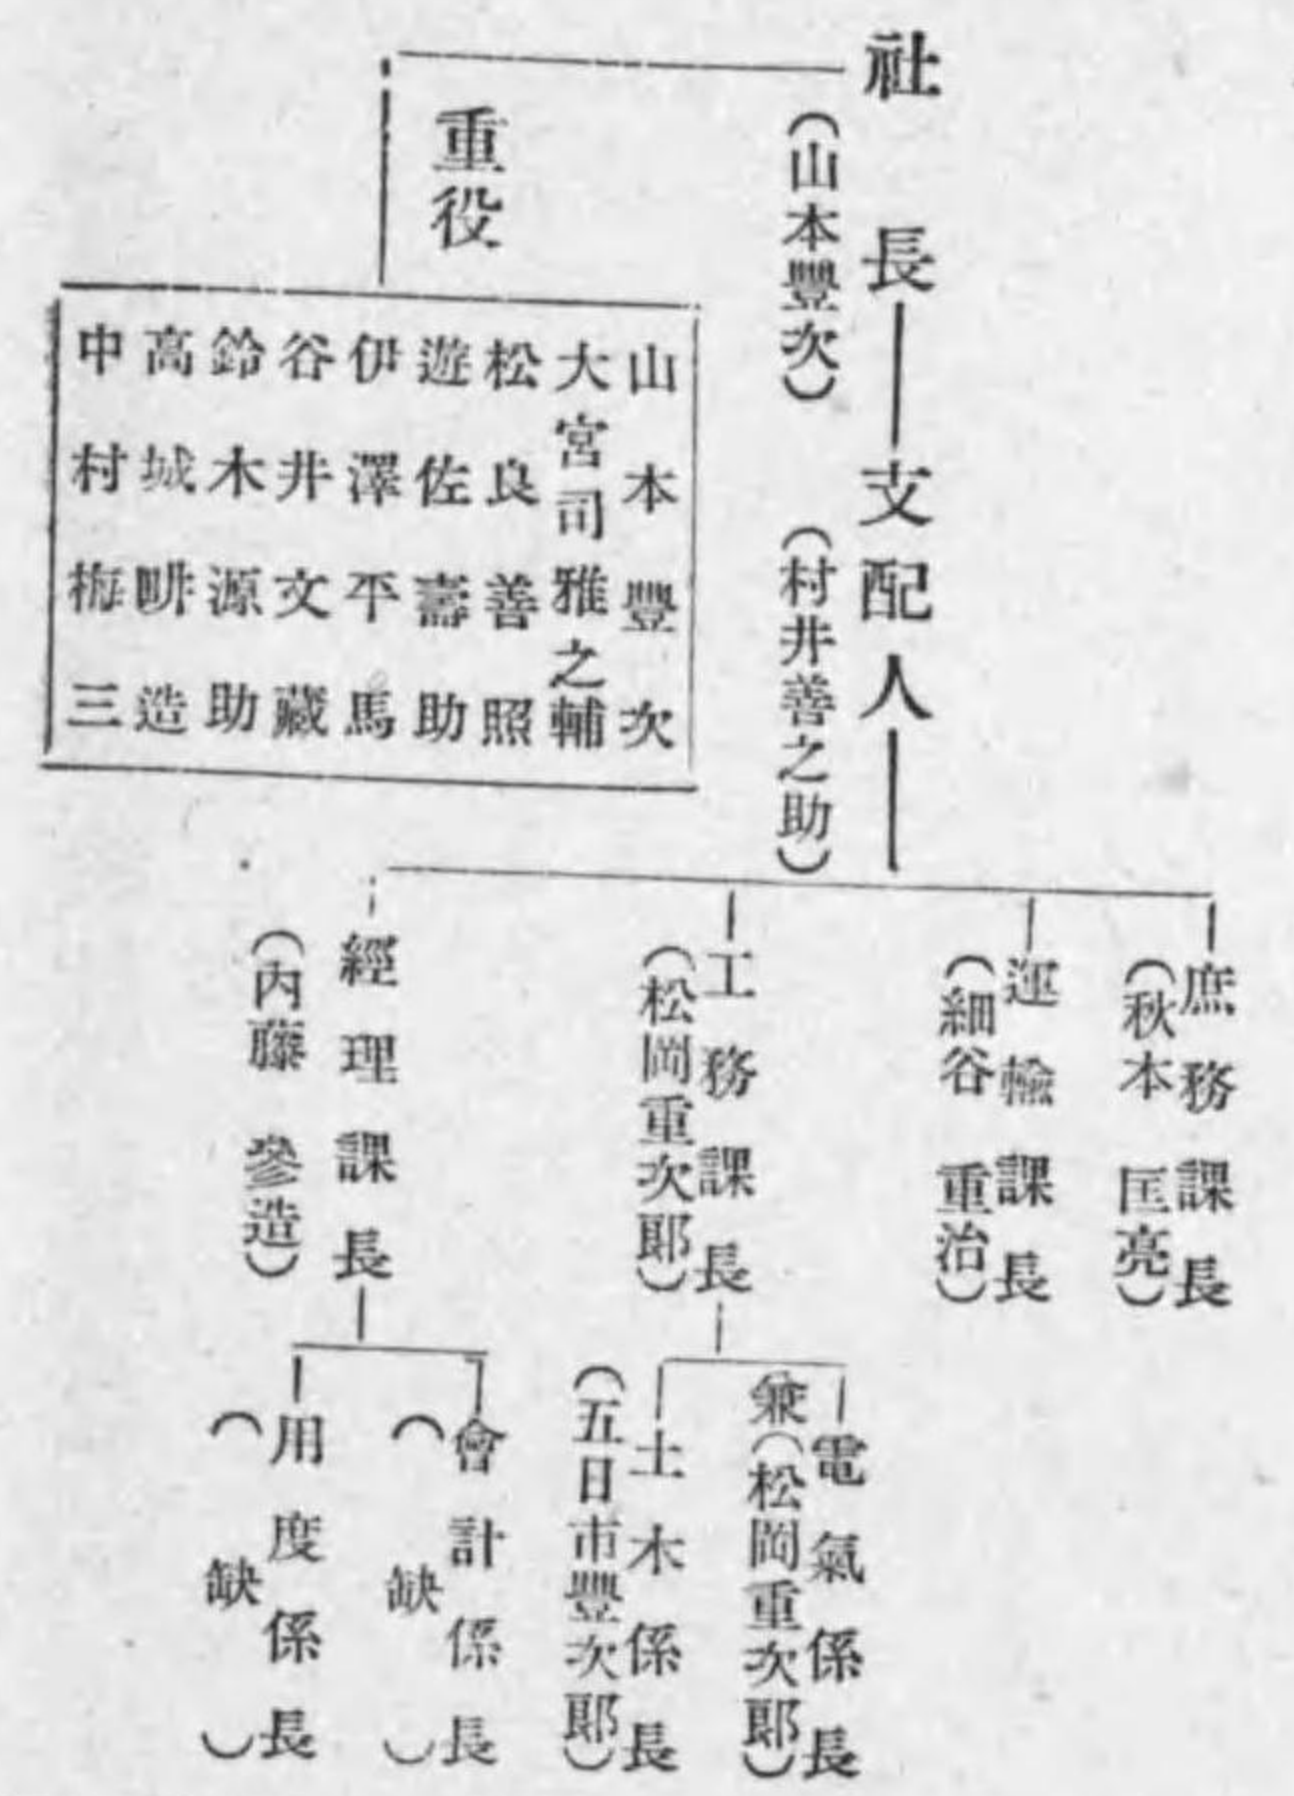 社長
(山本豐次)
支配人
(村井善之助)
重役
山本豐次
大宮司雅之輔
松良善照
遊佐壽助
伊澤平馬
谷井文藏
鈴木源助
高城畊造
中村梅三
庶務課長
(秋本匡亮)
運輸課長
(細谷重治)
工務課長
(松岡重次郎)
經理課長
(内藤參造)
電氣係長
兼(松岡重次郎)
土木係長
(五日市豐次郎)
會計係長
(缺)
用度係長
(缺)